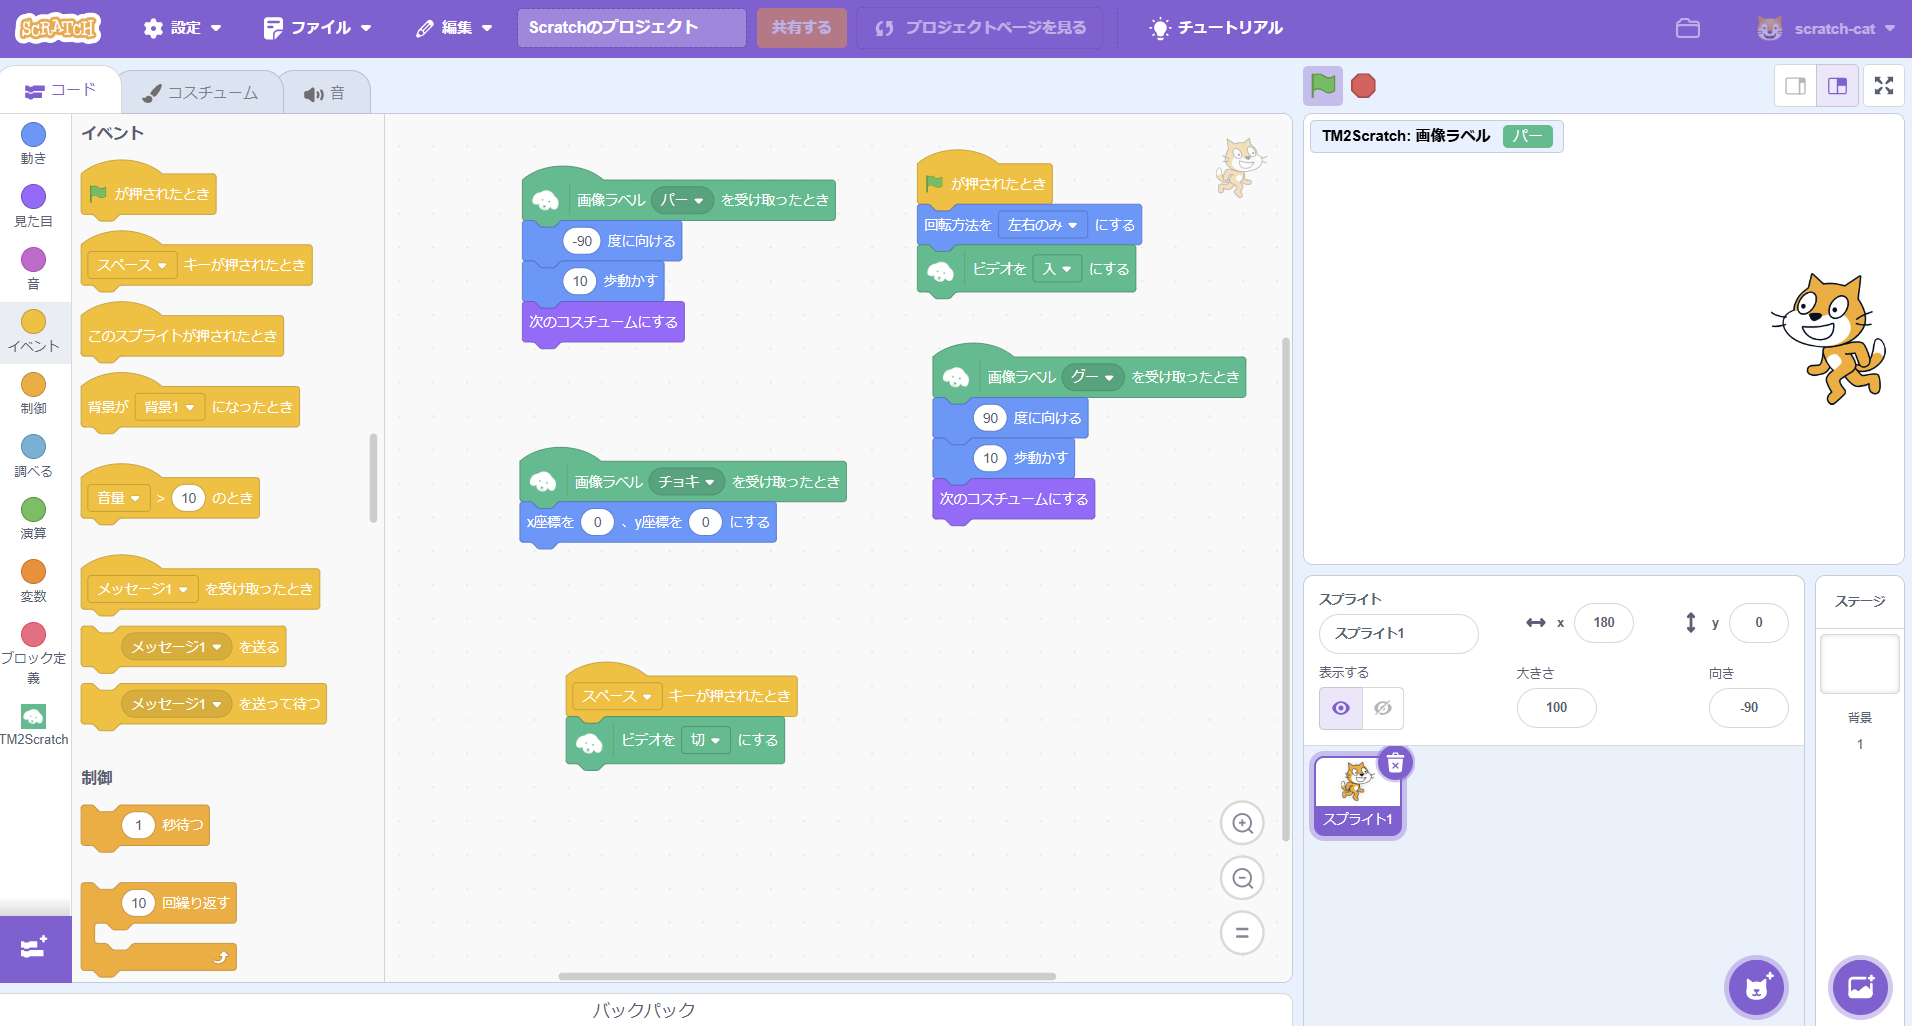 SCRATCH 設定 ファイル 編集 Scratchのプロジェクト 共有する プロジェクトページを見る チュートリアル scratch-cat
コード コスチューム 音
動き
見た目
音
イベント
制御
調べる
演算
変数
ブロック定義
TM2Scratch
イベント
が押されたとき
スペース キーが押されたとき
このスプライトが押されたとき
背景が 背景1 になったとき
音量 > 10 のとき
メッセージ1 を受け取ったとき
メッセージ1 を送る
メッセージ1 を送って待つ
制御
1 秒待つ
10 回繰り返す
画像ラベル パー を受け取ったとき
-90 度に向ける
10 歩動かす
次のコスチュームにする
が押されたとき
回転方法を 左右のみ にする
ビデオを 入 にする
画像ラベル グー を受け取ったとき
90 度に向ける
10 歩動かす
次のコスチュームにする
画像ラベル チョキ を受け取ったとき
x座標を 0 、y座標を 0 にする
スペース キーが押されたとき
ビデオを 切 にする
バックパック
TM2Scratch: 画像ラベル パー
スプライト
スプライト1 x 180 y 0
表示する 大きさ 向き
100 -90
スプライト1
ステージ
背景
1